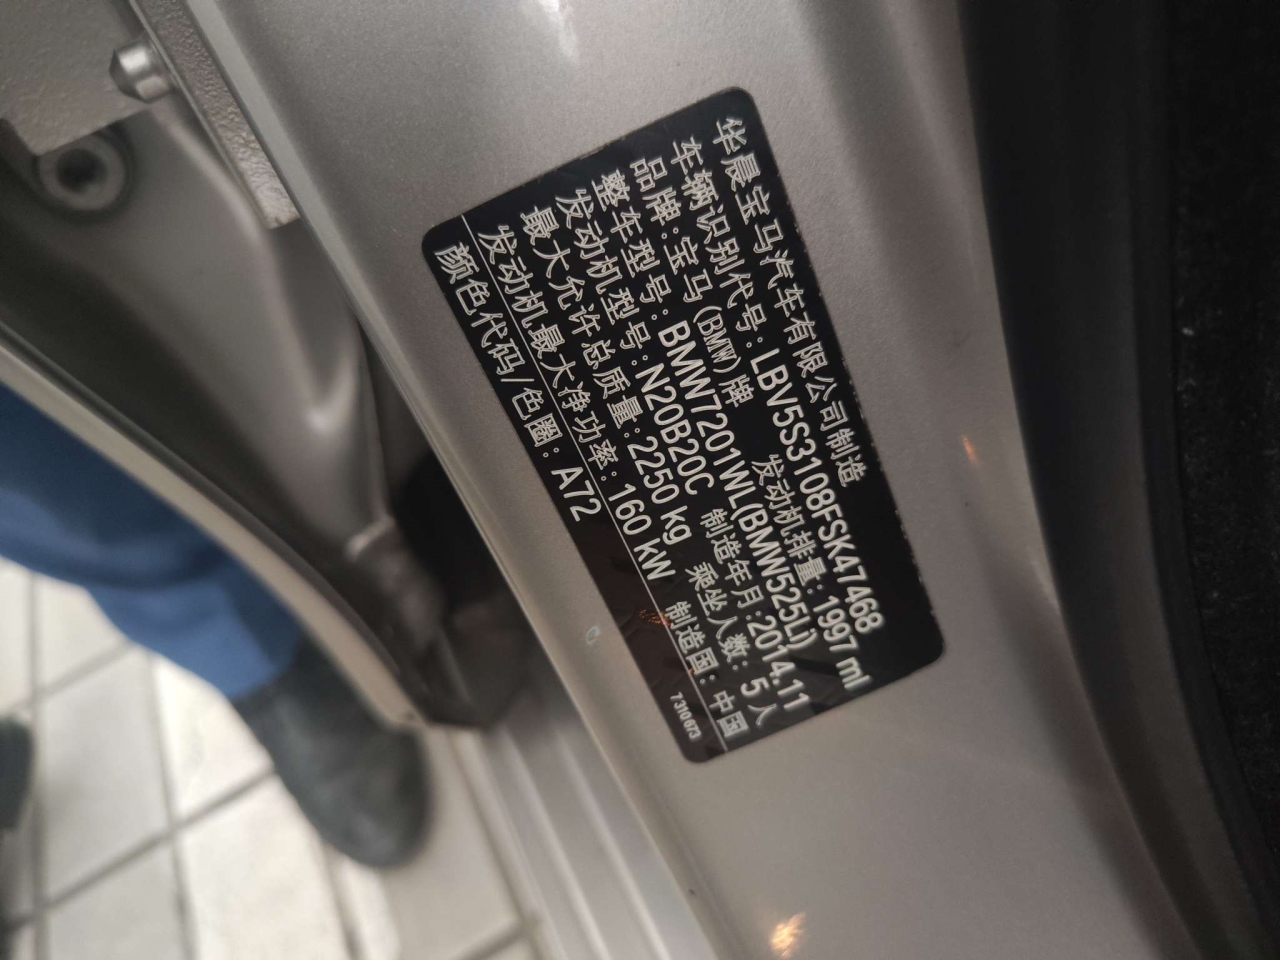 华晨宝马汽车有限公司制造
车辆识别代号：LBV5S3108FSK47468
品牌：宝马(BMW)牌 发动机排量：1997 ml
整车型号：BMW7201WL(BMW525Li)
发动机型号：N20B20C 制造年月：2014.11
最大允许总质量：2250 kg 乘坐人数：5人
发动机最大净功率：160 kW 制造国：中国
颜色代码/色圈：A72 7310673